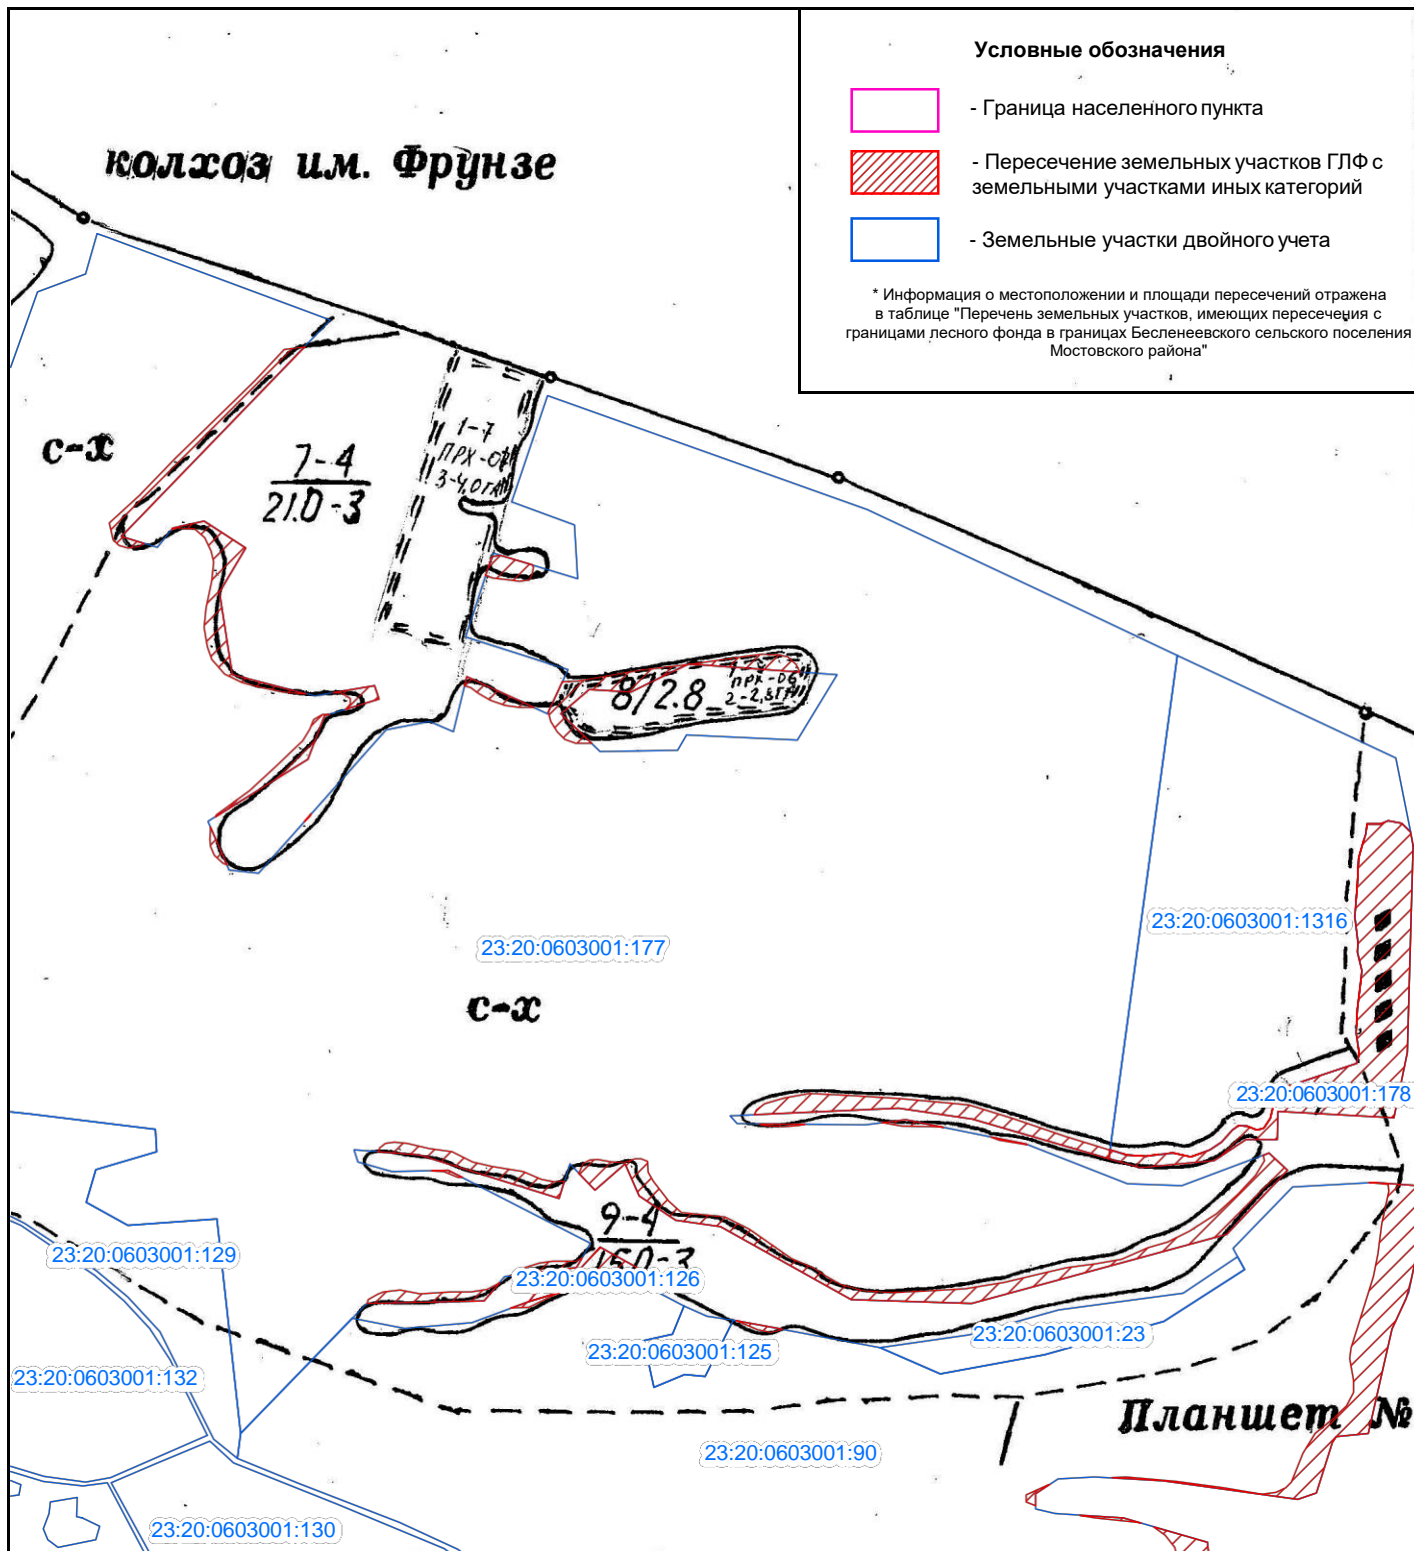 Условные обозначения
- Граница населенного пункта
- Пересечение земельных участков ГЛФ с
земельными участками иных категорий
- Земельные участки двойного учета
* Информация о местоположении и площади пересечений отражена
в таблице "Перечень земельных участков, имеющих пересечения с
границами лесного фонда в границах Бесленеевского сельского поселения
Мостовского района"
колхоз им. Фрунзе
с-х
7-4
21.0-3
1-7
ПРХ-06
3-4,0га
8/2.8
ПРХ-06
2-2,8га
23:20:0603001:1316
23:20:0603001:177
с-х
23:20:0603001:178
9-4
15.0-3
23:20:0603001:129
23:20:0603001:126
23:20:0603001:23
23:20:0603001:125
23:20:0603001:132
Планшет №
23:20:0603001:90
23:20:0603001:130